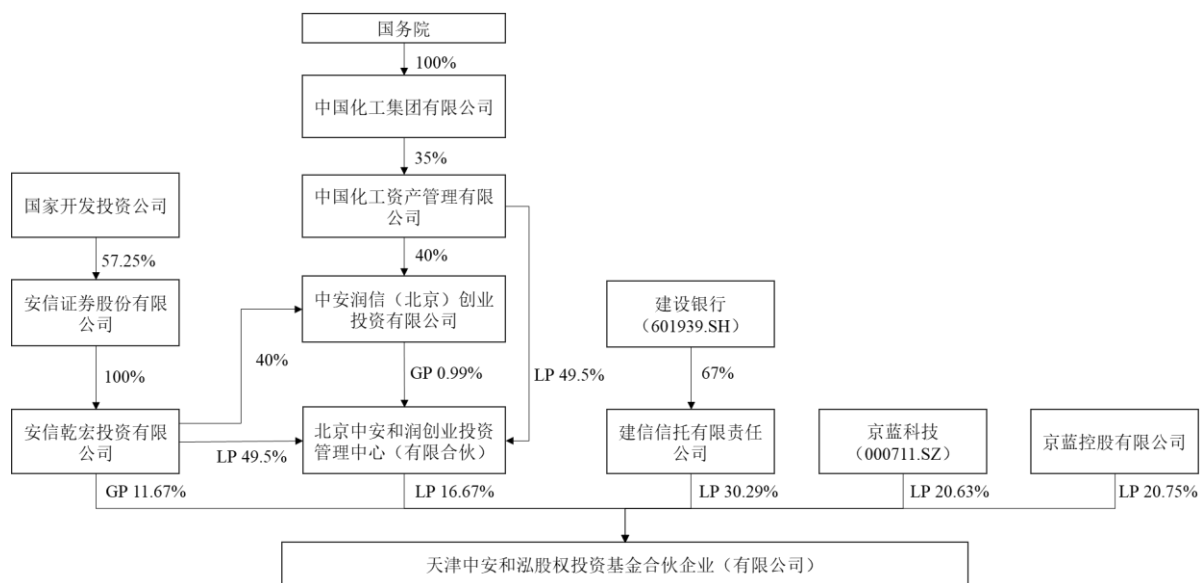 国务院
100%
中国化工集团有限公司
35%
国家开发投资公司
中国化工资产管理有限
公司
57.25%
40%
安信证券股份有限
公司
中安润信（北京）创业
投资有限公司
建设银行
（601939.SH）
100%
40%
GP 0.99%
LP 49.5%
67%
安信乾宏投资有限
公司
LP 49.5%
北京中安和润创业投资
管理中心（有限合伙）
建信信托有限责任
公司
京蓝科技
（000711.SZ）
京蓝控股有限公司
GP 11.67%
LP 16.67%
LP 30.29%
LP 20.63%
LP 20.75%
天津中安和泓股权投资基金合伙企业（有限公司）